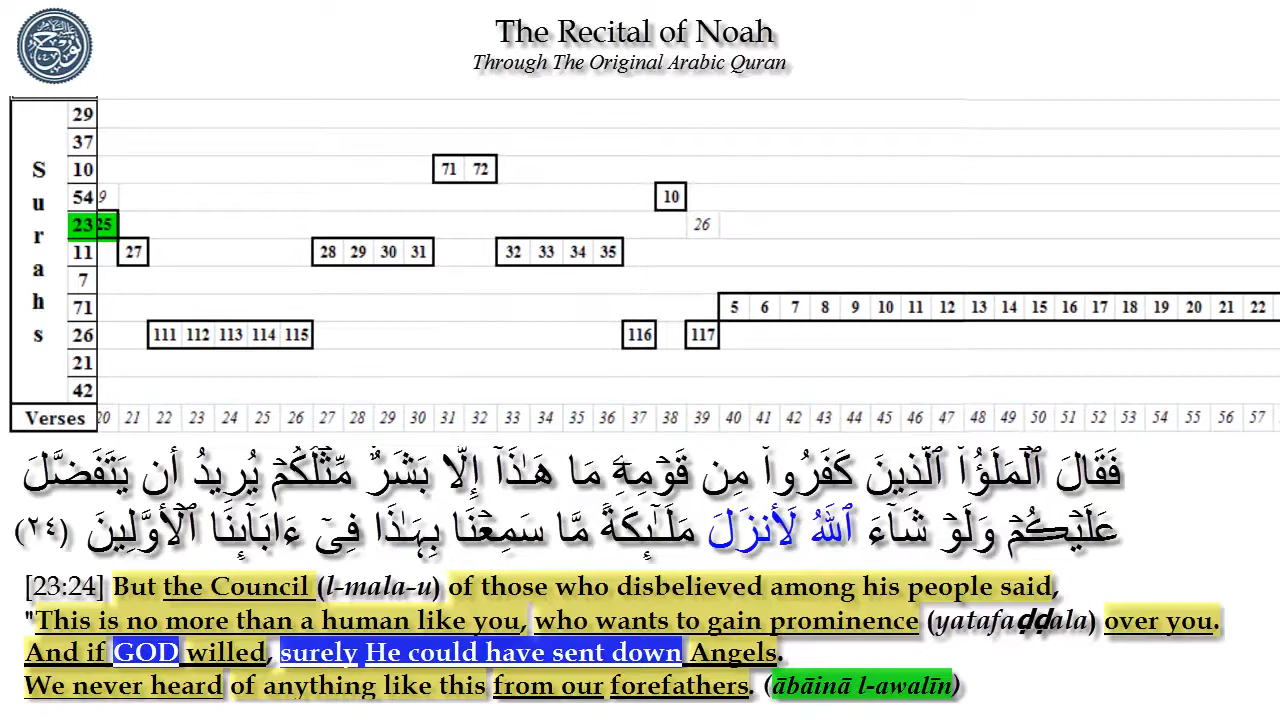 نوح
The Recital of Noah
Through The Original Arabic Quran
Surahs
29
37
10 71 72
54 9 10
23 25 26
11 27 28 29 30 31 32 33 34 35
7
71 5 6 7 8 9 10 11 12 13 14 15 16 17 18 19 20 21 22
26 111 112 113 114 115 116 117
21
42
Verses 20 21 22 23 24 25 26 27 28 29 30 31 32 33 34 35 36 37 38 39 40 41 42 43 44 45 46 47 48 49 50 51 52 53 54 55 56 57
فَقَالَ ٱلْمَلَؤُا۟ ٱلَّذِينَ كَفَرُوا۟ مِن قَوْمِهِۦ مَا هَـٰذَآ إِلَّا بَشَرٌ مِّثْلُكُمْ يُرِيدُ أَن يَتَفَضَّلَ
عَلَيْكُمْ وَلَوْ شَآءَ ٱللَّهُ لَأَنزَلَ مَلَـٰٓئِكَةً مَّا سَمِعْنَا بِهَـٰذَا فِىٓ ءَابَآئِنَا ٱلْأَوَّلِينَ (٢٤)
[23:24] But the Council (l-mala-u) of those who disbelieved among his people said,
"This is no more than a human like you, who wants to gain prominence (yatafaḍḍala) over you.
And if GOD willed, surely He could have sent down Angels.
We never heard of anything like this from our forefathers. (ābāinā l-awalīn)